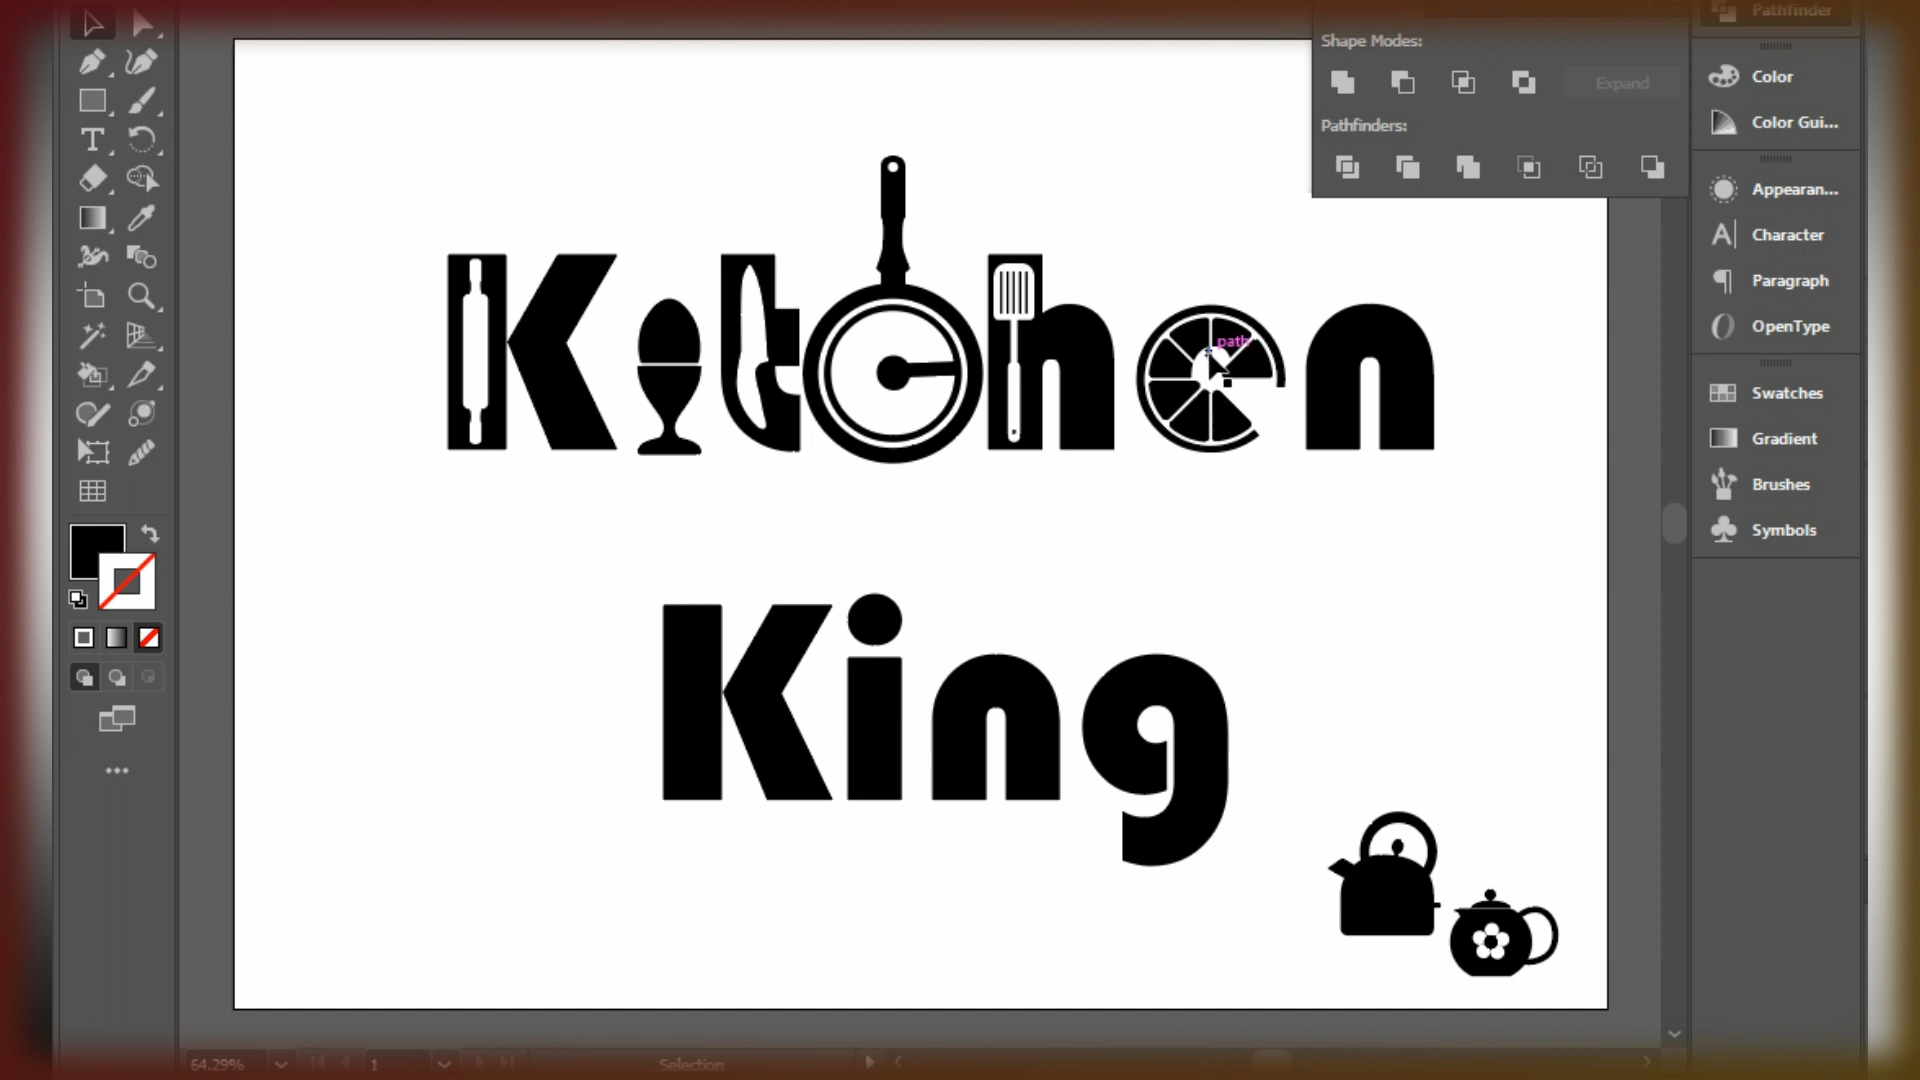 Pathfinder
Shape Modes:
Expand
Pathfinders:
Color
Color Gui...
Appearan...
Character
Paragraph
OpenType
Swatches
Gradient
Brushes
Symbols
Kitchen
path
King
64.29%
1
Selection